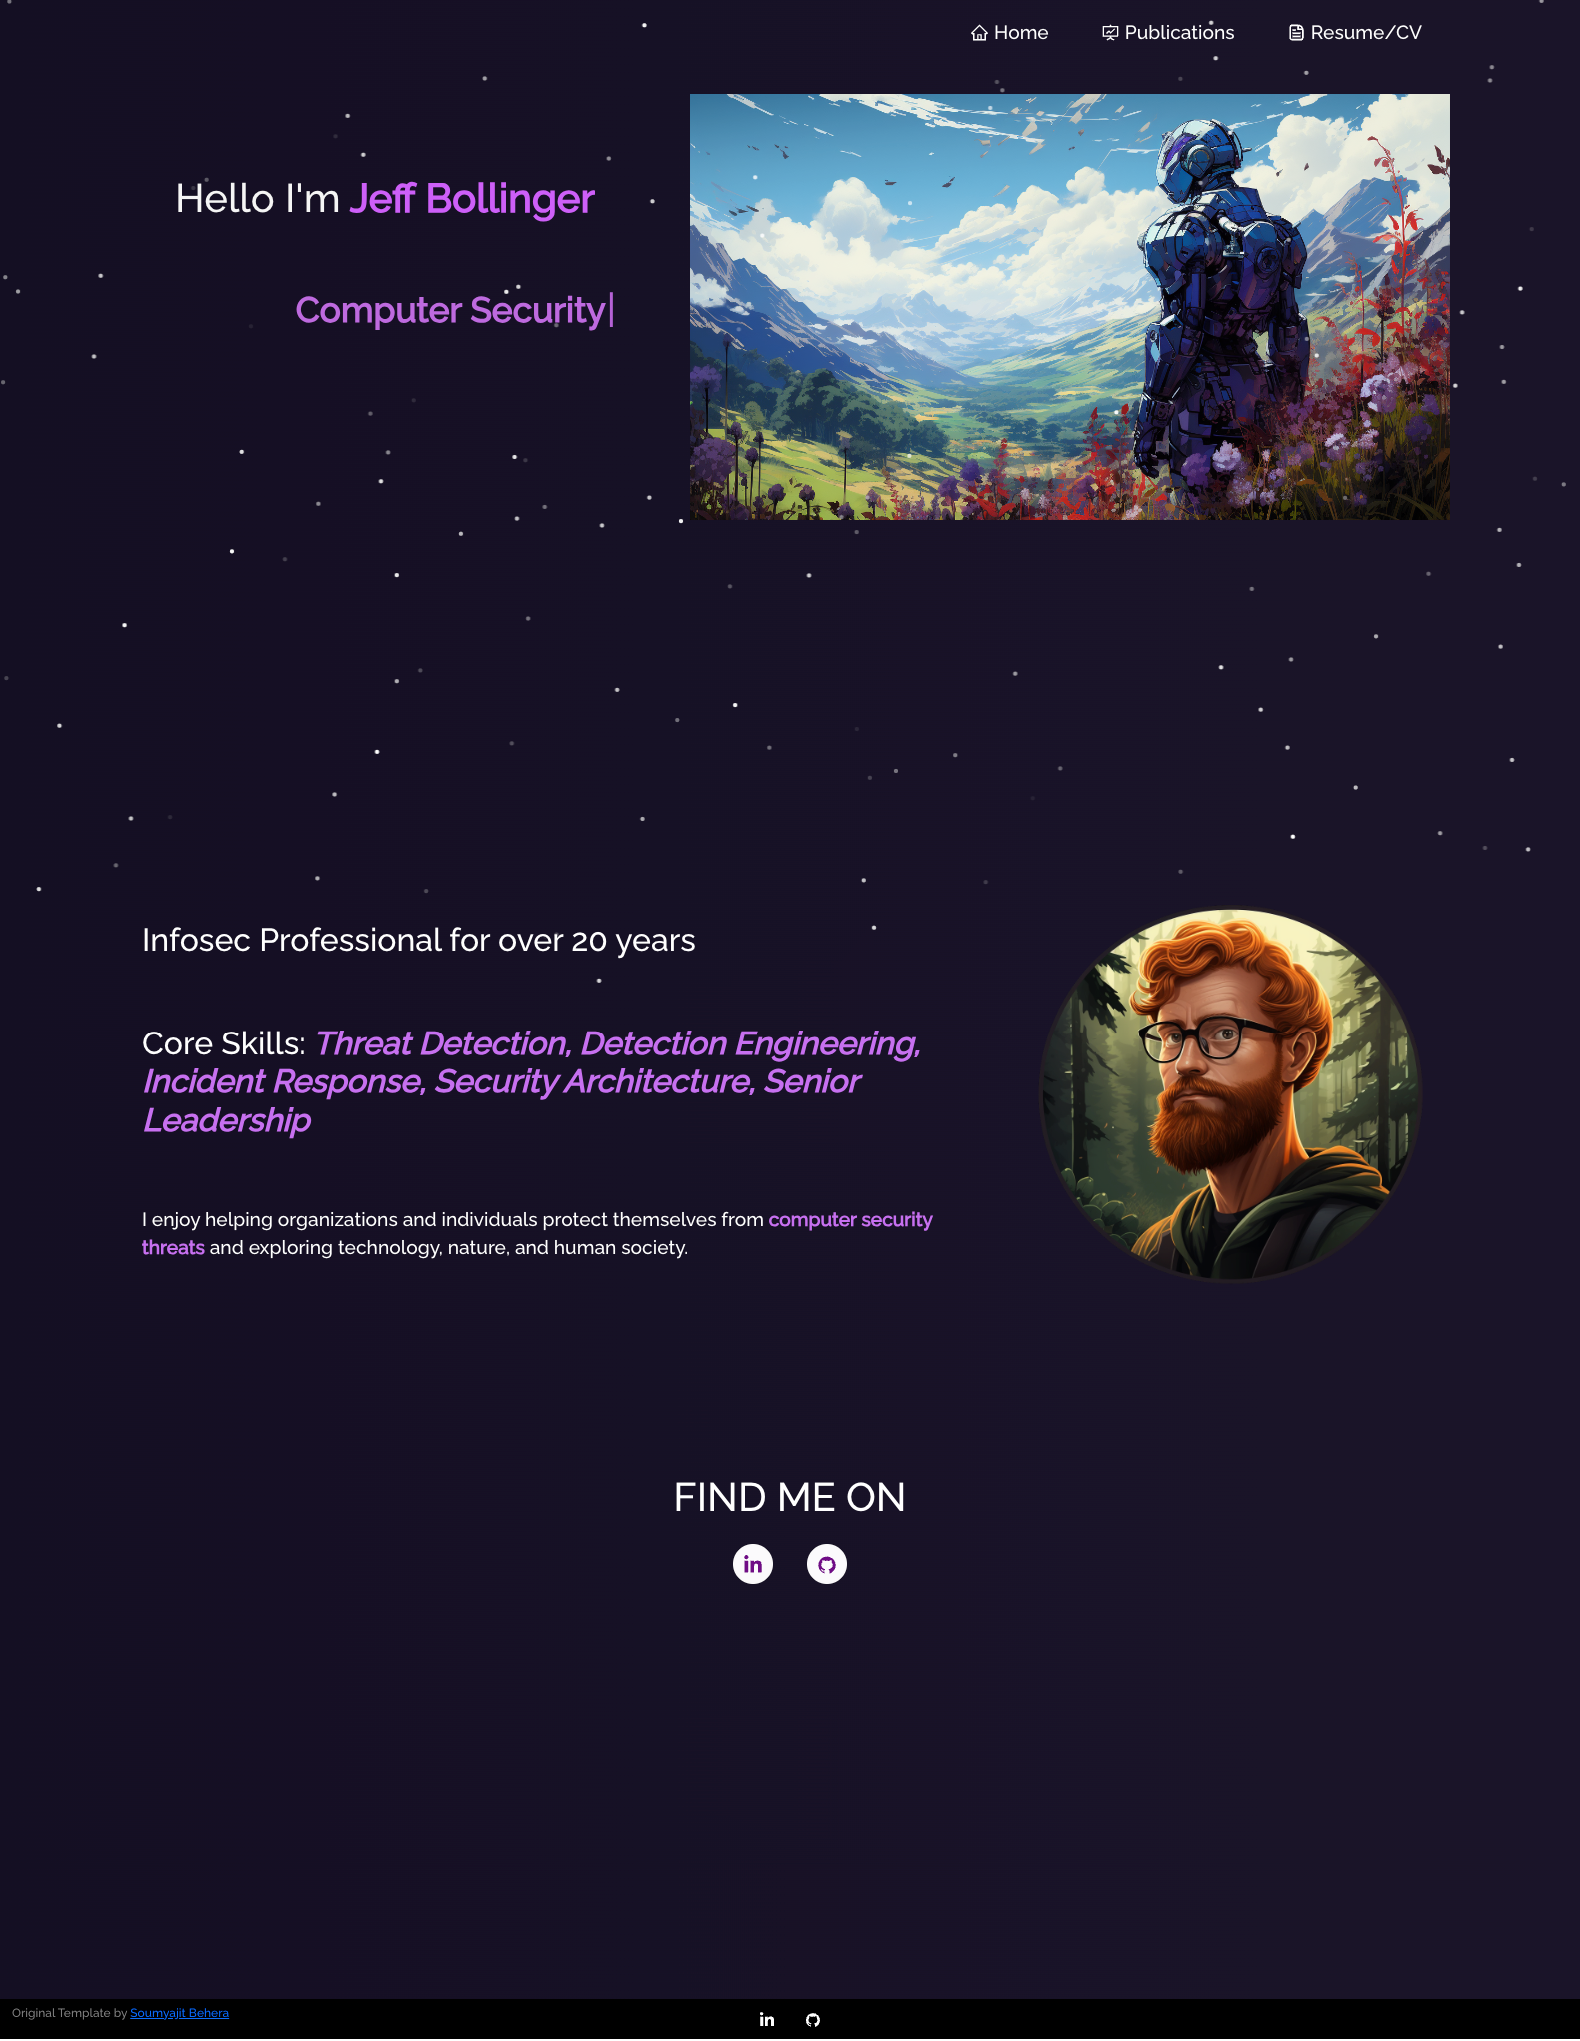 Home Publications Resume/CV
Hello I'm Jeff Bollinger
Computer Security|
Infosec Professional for over 20 years
Core Skills: Threat Detection, Detection Engineering,
Incident Response, Security Architecture, Senior
Leadership
I enjoy helping organizations and individuals protect themselves from computer security
threats and exploring technology, nature, and human society.
FIND ME ON
Original Template by Soumyajit Behera